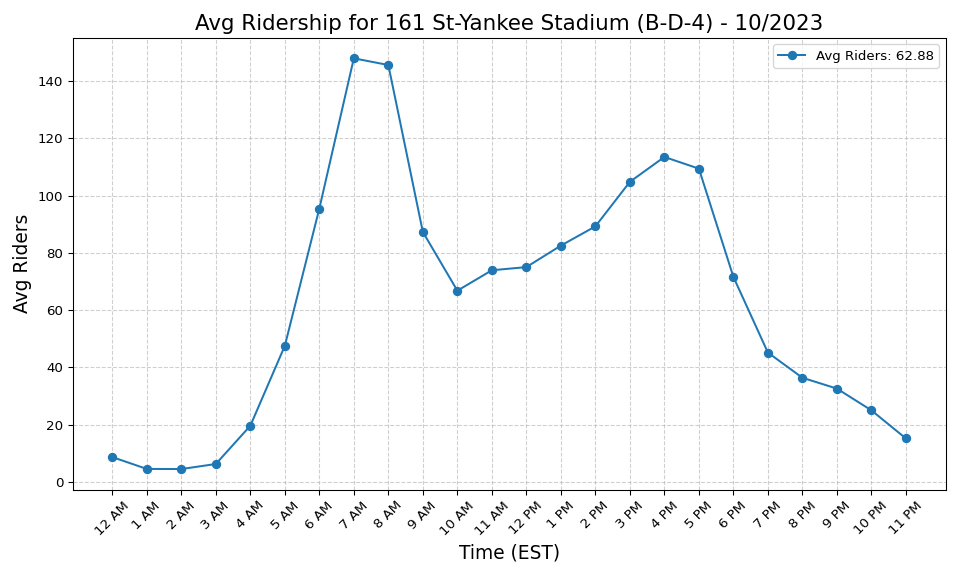 Avg Ridership for 161 St-Yankee Stadium (B-D-4) - 10/2023
Avg Riders: 62.88
Avg Riders
140
120
100
80
60
40
20
0
12 AM
1 AM
2 AM
3 AM
4 AM
5 AM
6 AM
7 AM
8 AM
9 AM
10 AM
11 AM
12 PM
1 PM
2 PM
3 PM
4 PM
5 PM
6 PM
7 PM
8 PM
9 PM
10 PM
11 PM
Time (EST)